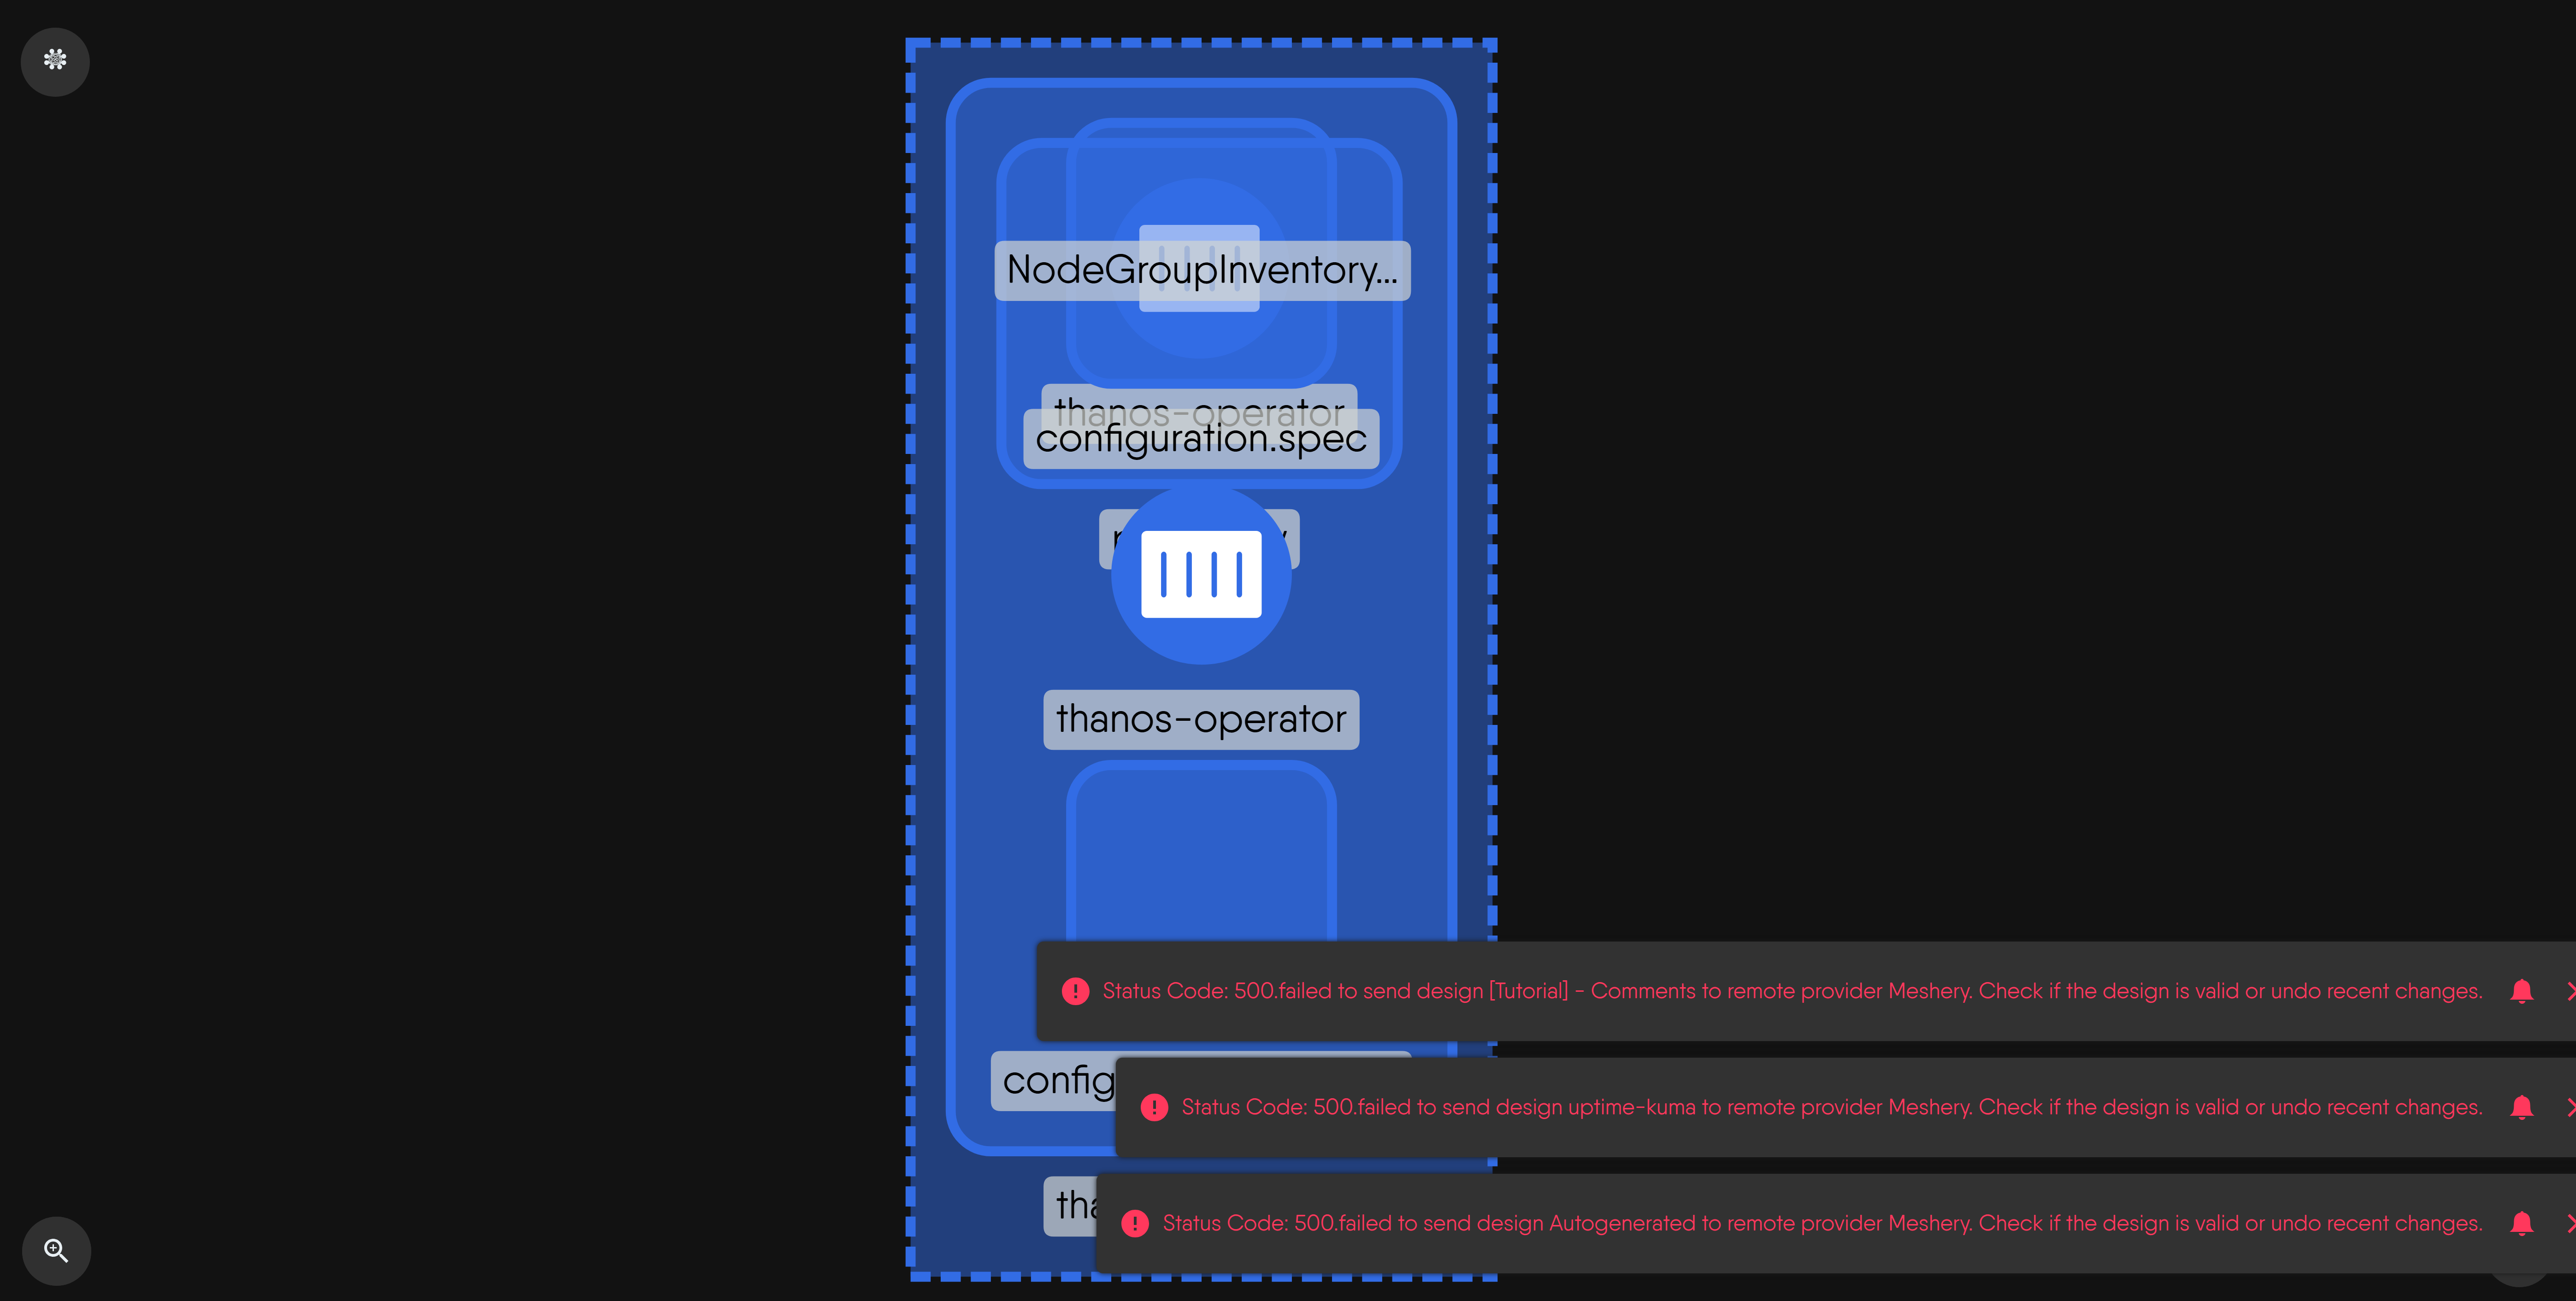 NodeGroupInventory...
thanos-operator
configuration.spec
thanos-operator
Status Code: 500.failed to send design [Tutorial] - Comments to remote provider Meshery. Check if the design is valid or undo recent changes.
Status Code: 500.failed to send design uptime-kuma to remote provider Meshery. Check if the design is valid or undo recent changes.
Status Code: 500.failed to send design Autogenerated to remote provider Meshery. Check if the design is valid or undo recent changes.